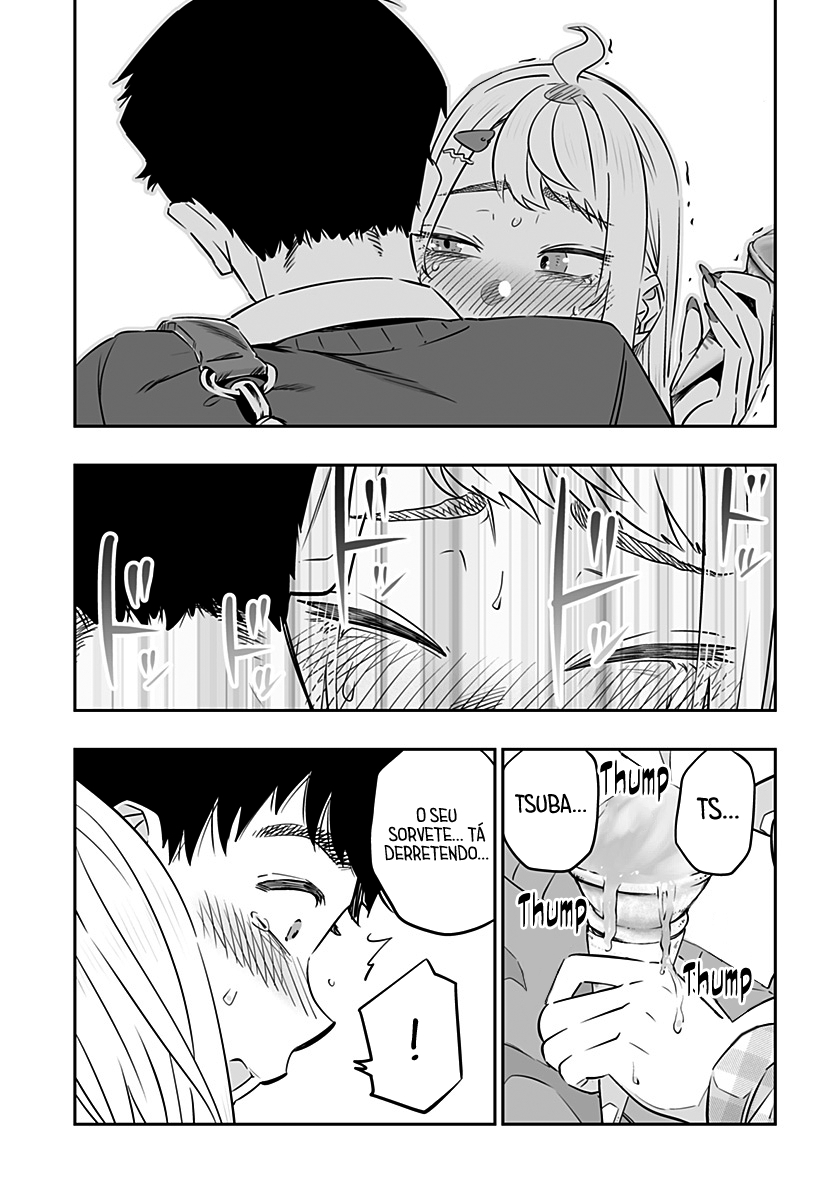 ドッ
ドッ
ドッ
ドッ
ドッ
TS...
Thump
TSUBA...
Thump
Thump
O SEU
SORVETE... TÁ
DERRETENDO...
!